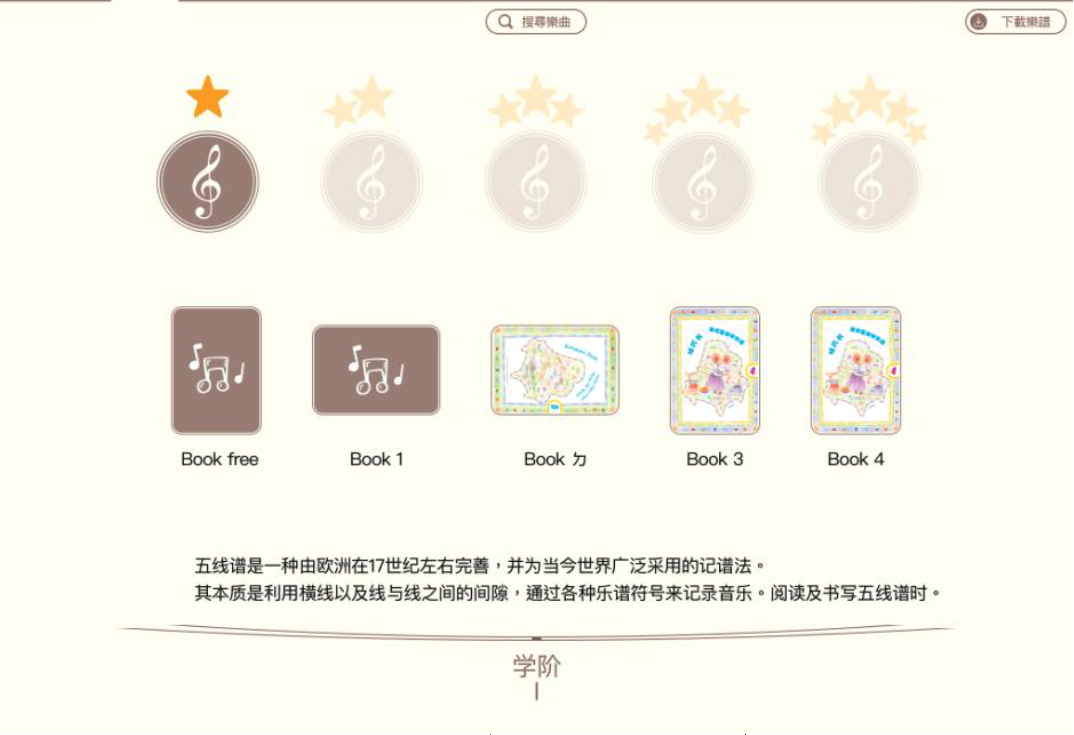 搜尋樂曲
下載樂譜
Book free
Book 1
Book ㄉ
Book 3
Book 4
五线谱是一种由欧洲在17世纪左右完善，并为当今世界广泛采用的记谱法。
其本质是利用横线以及线与线之间的间隙，通过各种乐谱符号来记录音乐。阅读及书写五线谱时。
学阶
I